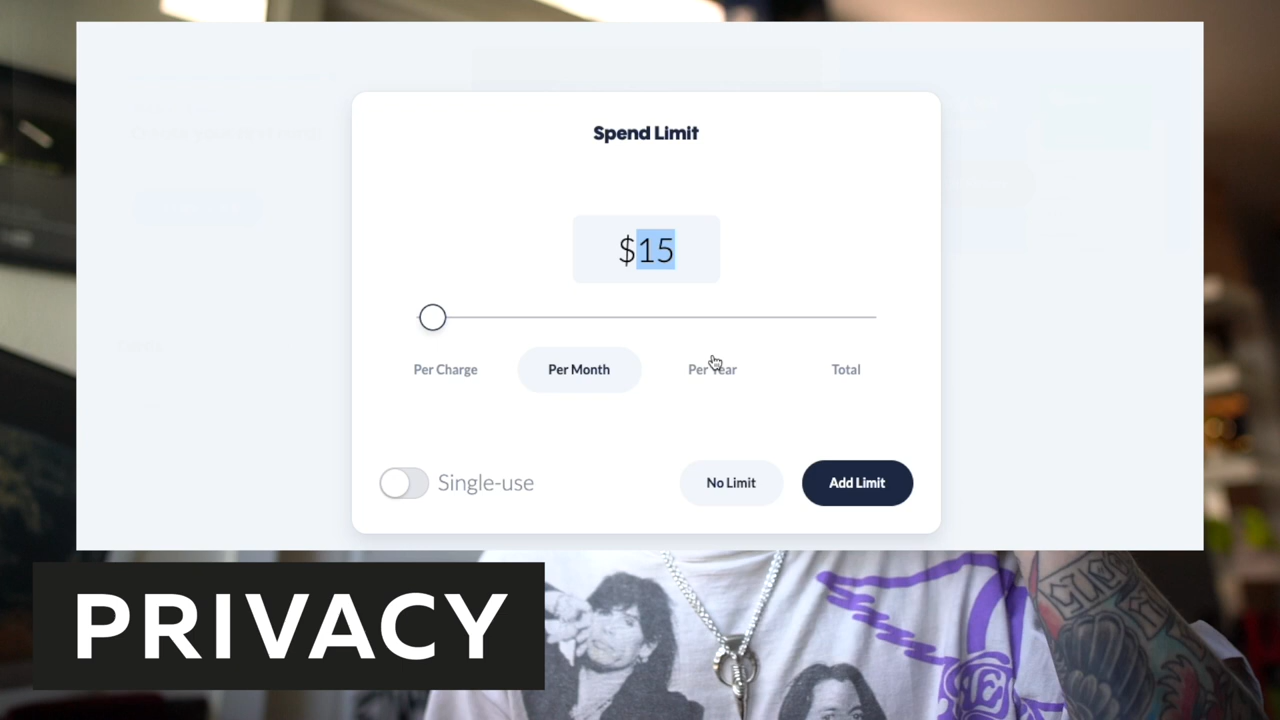 Spend Limit
$15
Per Charge Per Month Per Year Total
Single-use No Limit Add Limit
PRIVACY